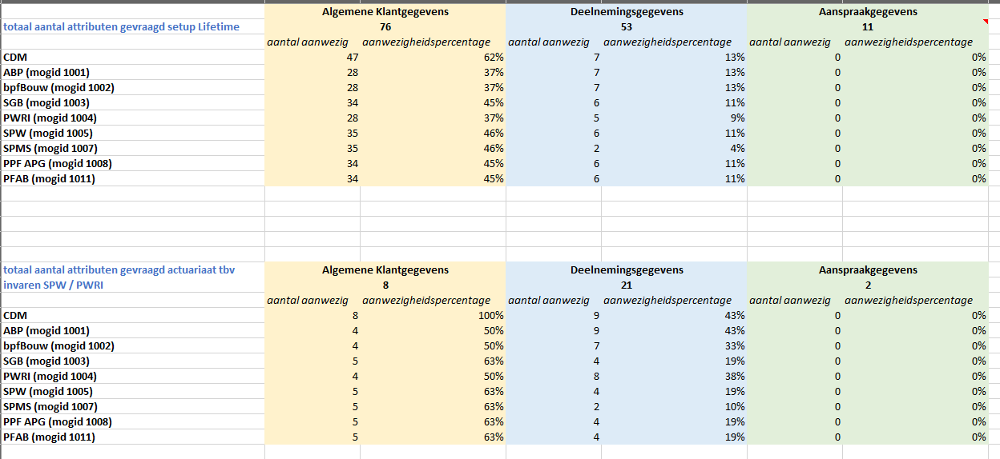 Algemene Klantgegevens Deelnemingsgegevens Aanspraakgegevens
totaal aantal attributen gevraagd setup Lifetime 76 53 11
aantal aanwezig aanwezigheidspercentage aantal aanwezig aanwezigheidspercentage aantal aanwezig aanwezigheidspercentage
CDM 47 62% 7 13% 0 0%
ABP (mogid 1001) 28 37% 7 13% 0 0%
bpfBouw (mogid 1002) 28 37% 7 13% 0 0%
SGB (mogid 1003) 34 45% 6 11% 0 0%
PWRI (mogid 1004) 28 37% 5 9% 0 0%
SPW (mogid 1005) 35 46% 6 11% 0 0%
SPMS (mogid 1007) 35 46% 2 4% 0 0%
PPF APG (mogid 1008) 34 45% 6 11% 0 0%
PFAB (mogid 1011) 34 45% 6 11% 0 0%
totaal aantal attributen gevraagd actuariaat tbv Algemene Klantgegevens Deelnemingsgegevens Aanspraakgegevens
invaren SPW / PWRI 8 21 2
aantal aanwezig aanwezigheidspercentage aantal aanwezig aanwezigheidspercentage aantal aanwezig aanwezigheidspercentage
CDM 8 100% 9 43% 0 0%
ABP (mogid 1001) 4 50% 9 43% 0 0%
bpfBouw (mogid 1002) 4 50% 7 33% 0 0%
SGB (mogid 1003) 5 63% 4 19% 0 0%
PWRI (mogid 1004) 4 50% 8 38% 0 0%
SPW (mogid 1005) 5 63% 4 19% 0 0%
SPMS (mogid 1007) 5 63% 2 10% 0 0%
PPF APG (mogid 1008) 5 63% 4 19% 0 0%
PFAB (mogid 1011) 5 63% 4 19% 0 0%